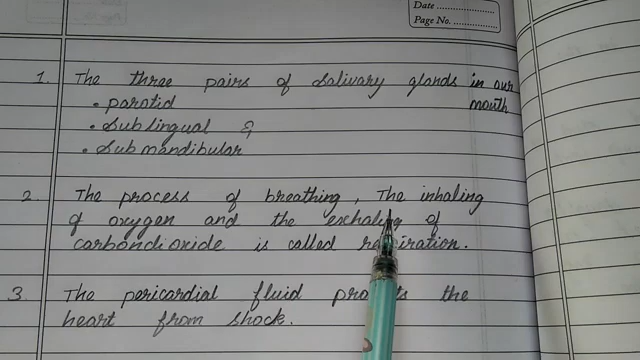 Date
Page No.
1. The three pairs of salivary glands in our mouth
• parotid
• Sublingual &
• Submandibular
2. The process of breathing, The inhaling
of oxygen and the exhaling of
carbondioxide is called respiration.
3. The pericardial fluid protects the
heart from shock.